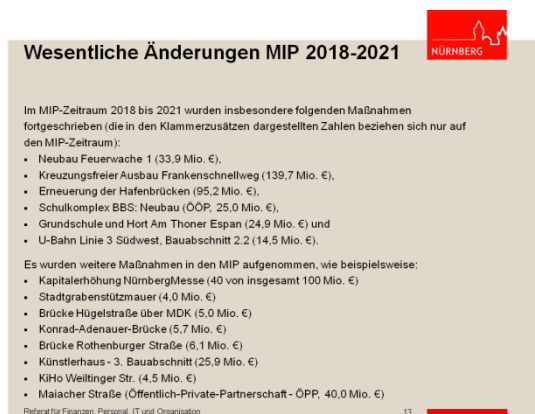 NÜRNBERG
Wesentliche Änderungen MIP 2018-2021
Im MIP-Zeitraum 2018 bis 2021 wurden insbesondere folgenden Maßnahmen
fortgeschrieben (die in den Klammerzusätzen dargestellten Zahlen beziehen sich nur auf
den MIP-Zeitraum):
• Neubau Feuerwache 1 (33,9 Mio. €),
• Kreuzungsfreier Ausbau Frankenschnellweg (139,7 Mio. €),
• Erneuerung der Hafenbrücken (95,2 Mio. €),
• Schulkomplex BBS: Neubau (ÖÖP, 25,0 Mio. €),
• Grundschule und Hort Am Thoner Espan (24,9 Mio. €) und
• U-Bahn Linie 3 Südwest, Bauabschnitt 2.2 (14,5 Mio. €).
Es wurden weitere Maßnahmen in den MIP aufgenommen, wie beispielsweise:
• Kapitalerhöhung NürnbergMesse (40 von insgesamt 100 Mio. €)
• Stadtgrabenstützmauer (4,0 Mio. €)
• Brücke Hügelstraße über MDK (5,0 Mio. €)
• Konrad-Adenauer-Brücke (5,7 Mio. €)
• Brücke Rothenburger Straße (6,1 Mio. €)
• Künstlerhaus - 3. Bauabschnitt (25,9 Mio. €)
• KiHo Weiltinger Str. (4,5 Mio. €)
• Maiacher Straße (Öffentlich-Private-Partnerschaft - ÖPP, 40,0 Mio. €)
Referat für Finanzen, Personal, IT und Organisation 13